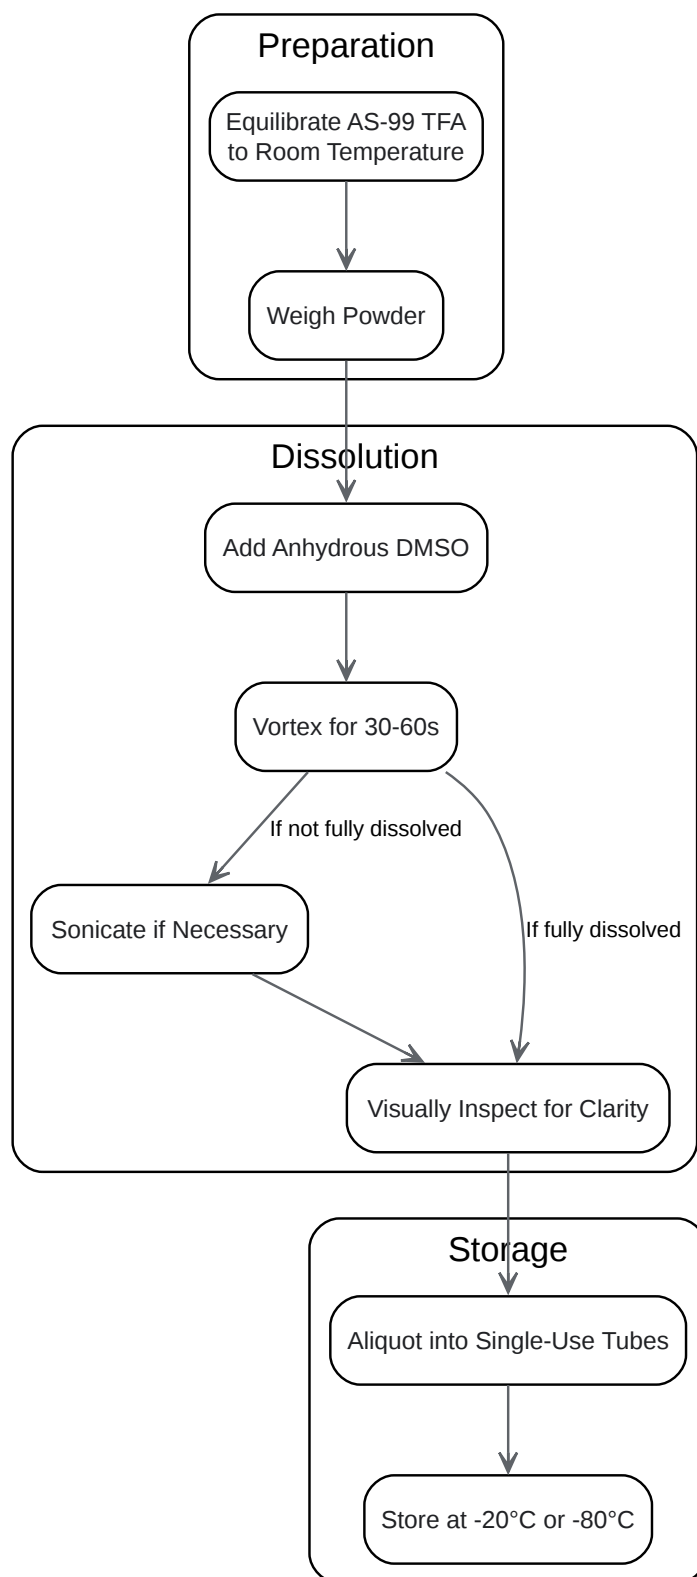 Preparation
Equilibrate AS-99 TFA
to Room Temperature
Weigh Powder
Dissolution
Add Anhydrous DMSO
Vortex for 30-60s
If not fully dissolved
Sonicate if Necessary
If fully dissolved
Visually Inspect for Clarity
Storage
Aliquot into Single-Use Tubes
Store at -20°C or -80°C